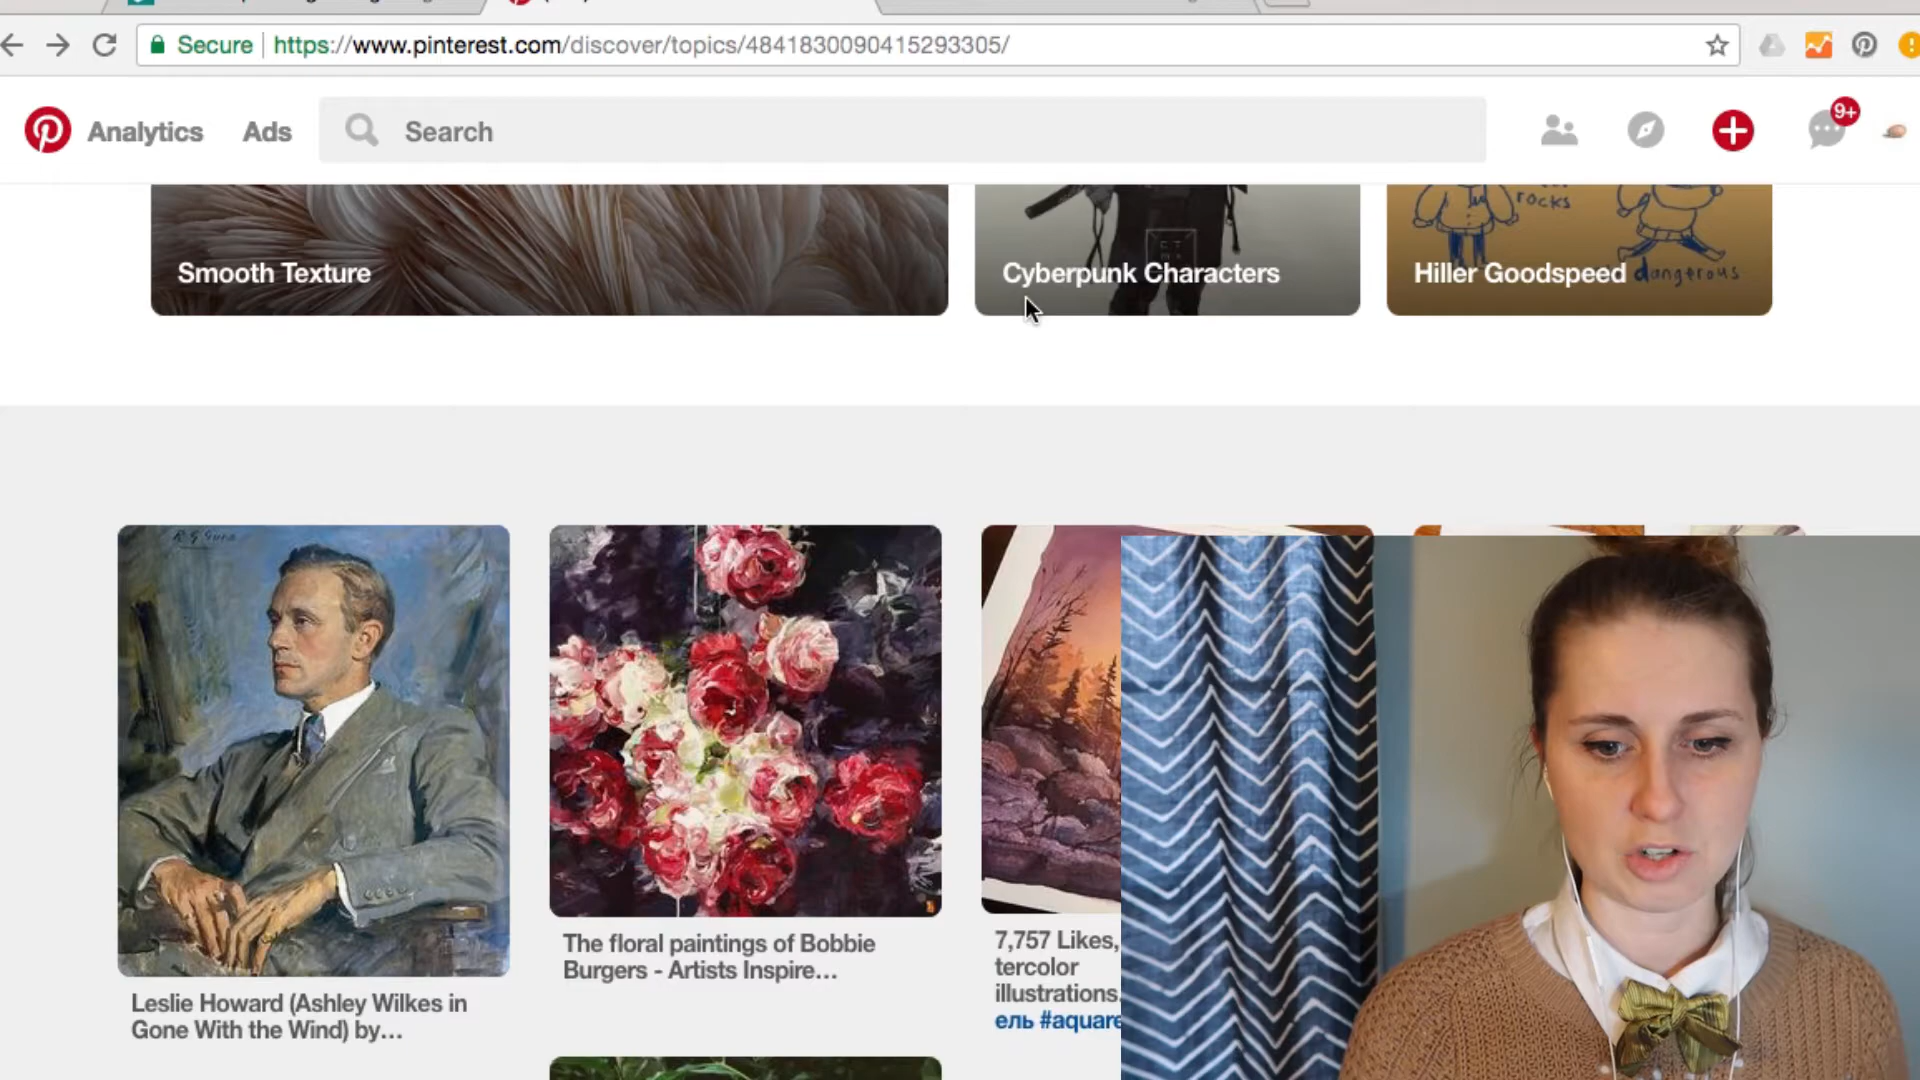 Secure https://www.pinterest.com/discover/topics/4841830090415293305/
Analytics Ads Search 9+
rocks
Smooth Texture
Cyberpunk Characters
Hiller Goodspeed dangerous
The floral paintings of Bobbie
Burgers - Artists Inspire...
Leslie Howard (Ashley Wilkes in
Gone With the Wind) by...
7,757 Likes,
tercolor
illustrations.
ель #aquare